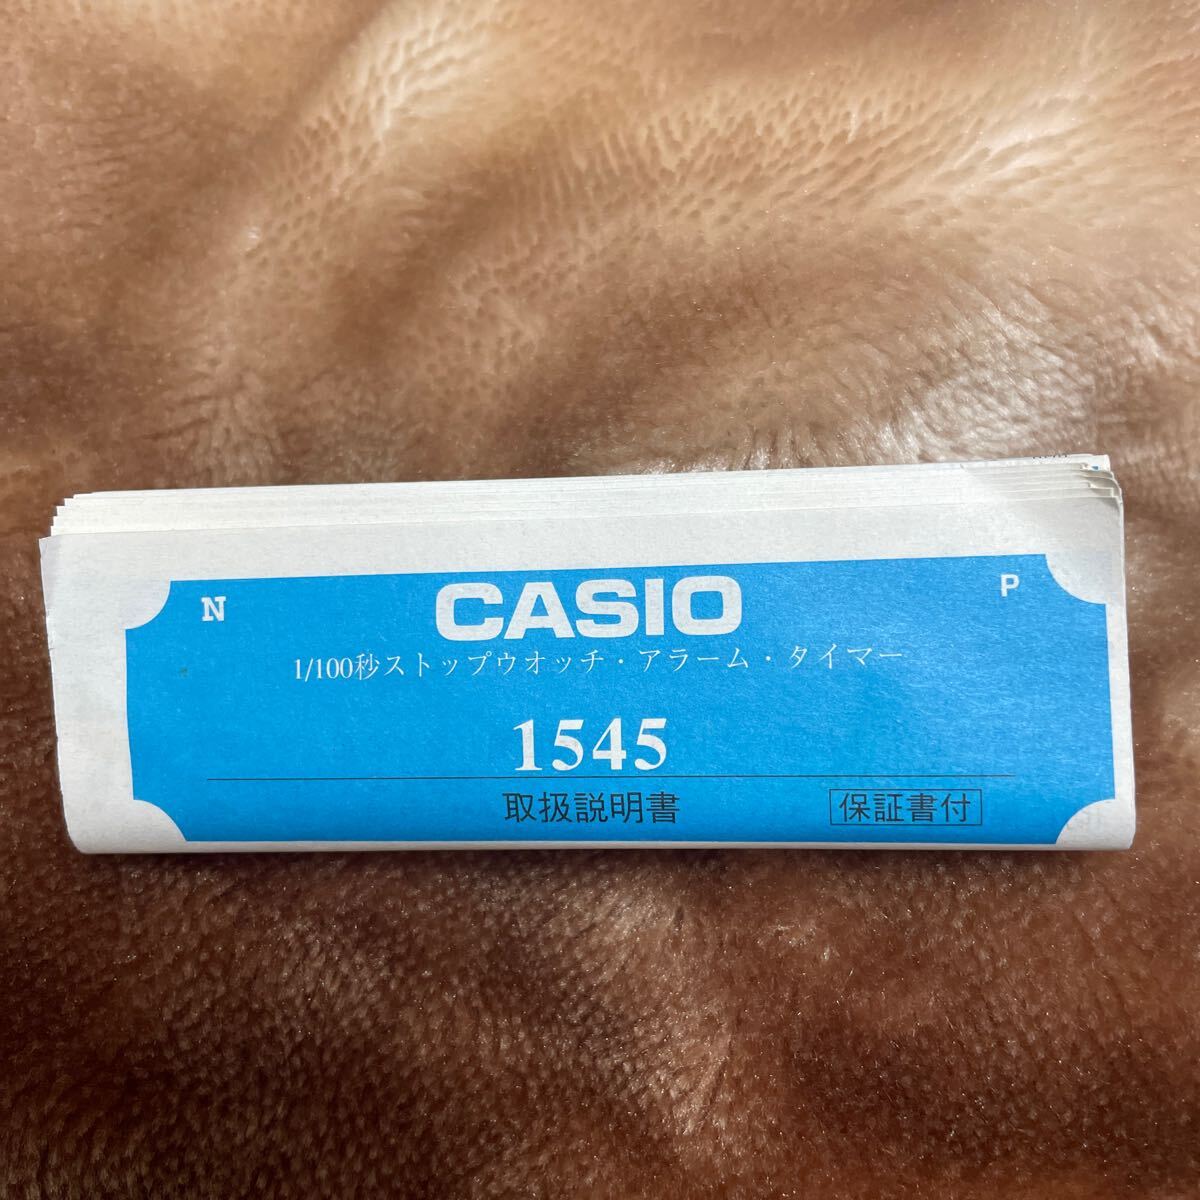 N
P
CASIO
1/100秒ストップウオッチ・アラーム・タイマー
1545
取扱説明書
保証書付